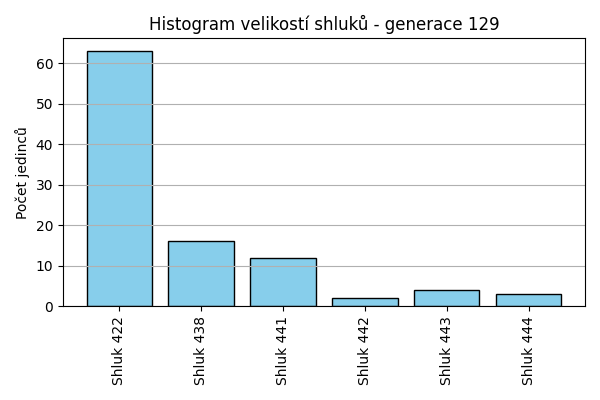 Histogram velikostí shluků - generace 129
Počet jedinců
60
50
40
30
20
10
0
Shluk 422
Shluk 438
Shluk 441
Shluk 442
Shluk 443
Shluk 444